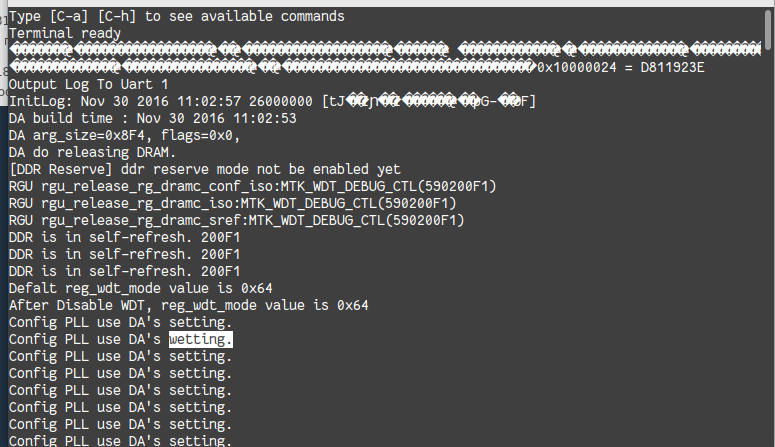 Type [C-a] [C-h] to see available commands
Terminal ready
0x10000024 = D811923E
Output Log To Uart 1
InitLog: Nov 30 2016 11:02:57 26000000 [tJ
DA build time : Nov 30 2016 11:02:53
DA arg_size=0x8F4, flags=0x0,
DA do releasing DRAM.
[DDR Reserve] ddr reserve mode not be enabled yet
RGU rgu_release_rg_dramc_conf_iso:MTK_WDT_DEBUG_CTL(590200F1)
RGU rgu_release_rg_dramc_iso:MTK_WDT_DEBUG_CTL(590200F1)
RGU rgu_release_rg_dramc_sref:MTK_WDT_DEBUG_CTL(590200F1)
DDR is in self-refresh. 200F1
DDR is in self-refresh. 200F1
DDR is in self-refresh. 200F1
Defalt reg_wdt_mode value is 0x64
After Disable WDT, reg_wdt_mode value is 0x64
Config PLL use DA's setting.
Config PLL use DA's wetting.
Config PLL use DA's setting.
Config PLL use DA's setting.
Config PLL use DA's setting.
Config PLL use DA's setting.
Config PLL use DA's setting.
Config PLL use DA's setting.